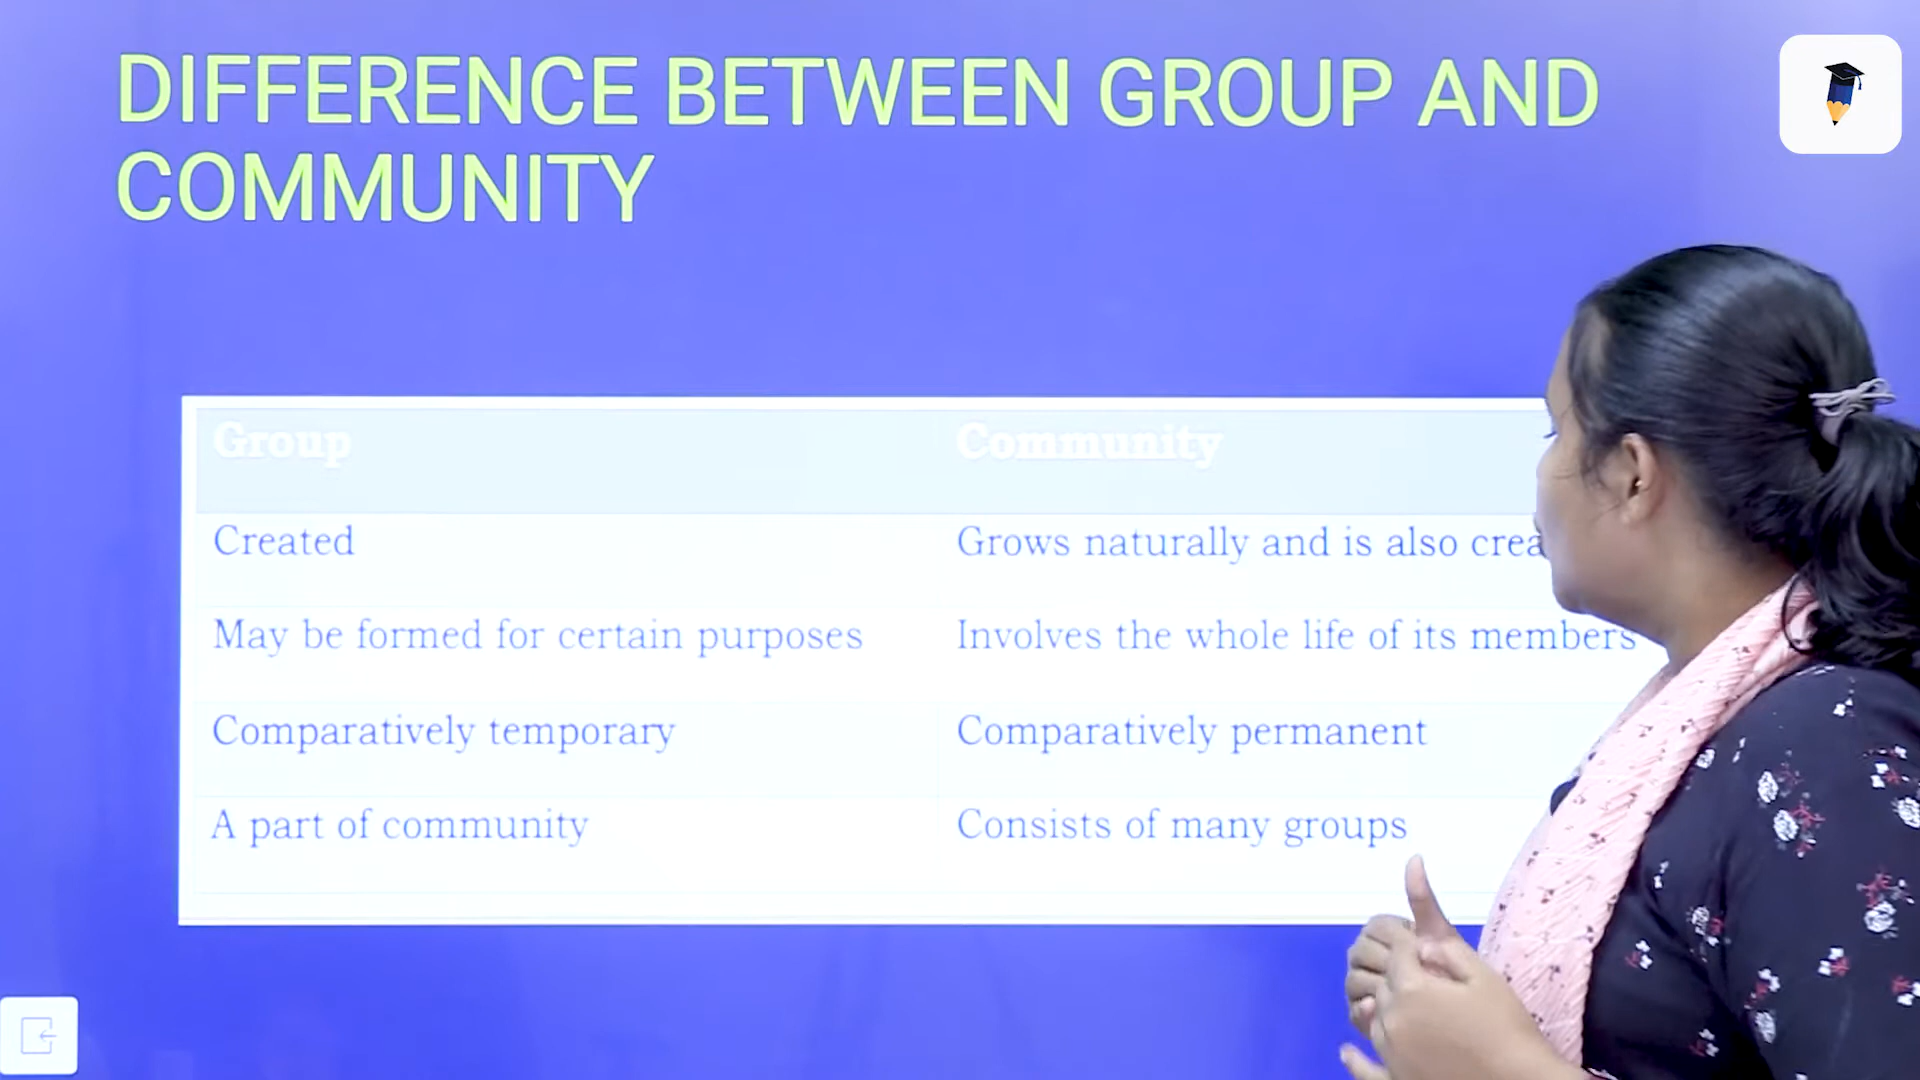 DIFFERENCE BETWEEN GROUP AND
COMMUNITY
Group Community
Created Grows naturally and is also
May be formed for certain purposes Involves the whole life of its members
Comparatively temporary Comparatively permanent
A part of community Consists of many groups